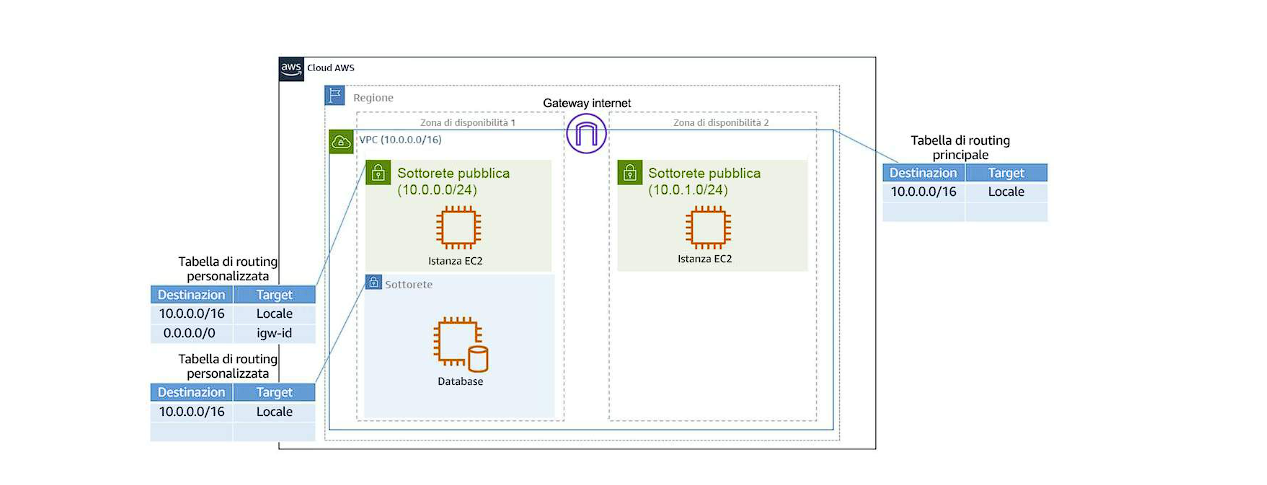 aws
Cloud AWS
Regione
Gateway internet
Zona di disponibilità 1
Zona di disponibilità 2
VPC (10.0.0.0/16)
Sottorete pubblica
(10.0.0.0/24)
Istanza EC2
Sottorete pubblica
(10.0.1.0/24)
Istanza EC2
Sottorete
Database
Tabella di routing
principale
Destinazion Target
10.0.0.0/16 Locale
Tabella di routing
personalizzata
Destinazion Target
10.0.0.0/16 Locale
0.0.0.0/0 igw-id
Tabella di routing
personalizzata
Destinazion Target
10.0.0.0/16 Locale